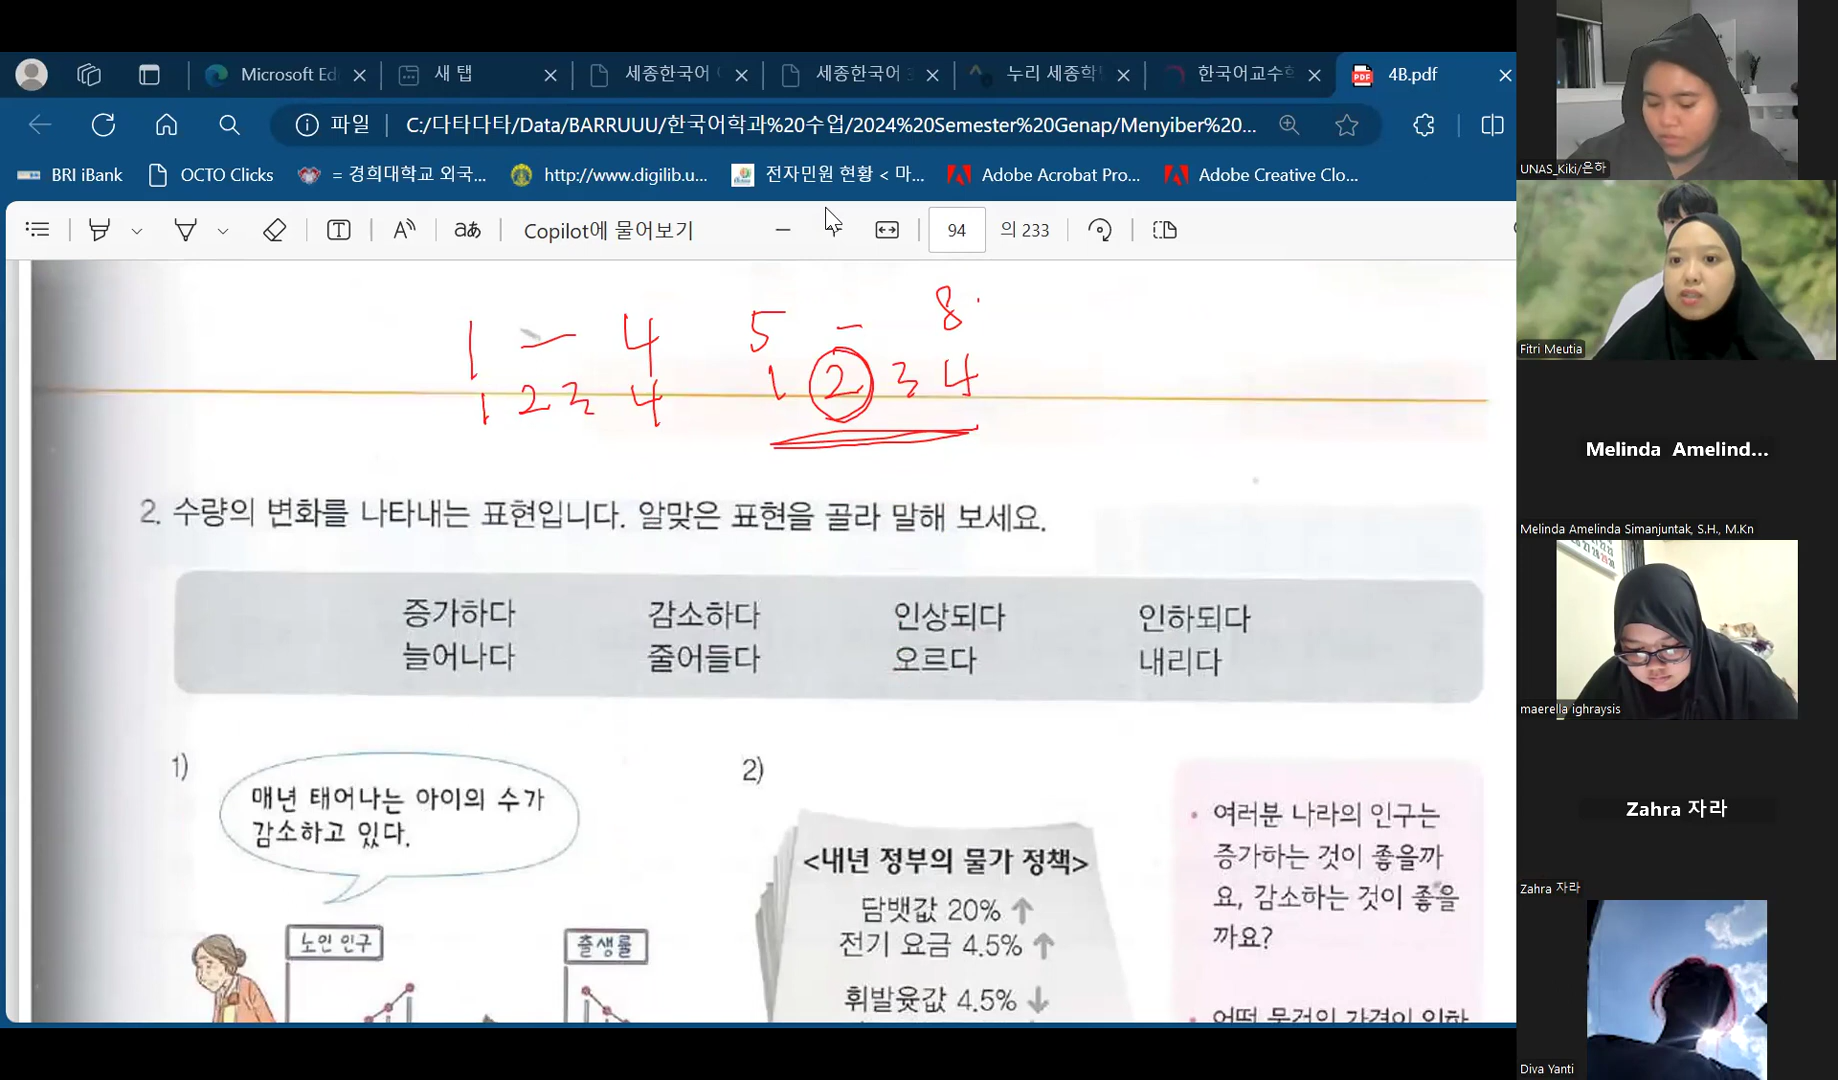 Microsoft Ed
새 탭
세종한국어
세종한국어
누리 세종학
한국어교수
4B.pdf
파일
C:/다타다타/Data/BARRUUU/한국어학과%20수업/2024%20Semester%20Genap/Menyiber%20...
BRI iBank
OCTO Clicks
= 경희대학교 외국...
http://www.digilib.u...
전자민원 현황 < 마...
Adobe Acrobat Pro...
Adobe Creative Clo...
Copilot에 물어보기
94 의 233
1 — 4 5 — 8
1 2 3 4 1 2 3 4
2. 수량의 변화를 나타내는 표현입니다. 알맞은 표현을 골라 말해 보세요.
증가하다 감소하다 인상되다 인하되다
늘어나다 줄어들다 오르다 내리다
1)
매년 태어나는 아이의 수가
감소하고 있다.
노인 인구
출생률
2)
<내년 정부의 물가 정책>
담뱃값 20% ↑
전기 요금 4.5% ↑
휘발윳값 4.5% ↓
• 여러분 나라의 인구는
증가하는 것이 좋을까
요, 감소하는 것이 좋을
까요?
• 어떤 물건의 가격이 인하
UNAS_Kiki/은하
Fitri Meutia
Melinda Amelind...
Melinda Amelinda Simanjuntak, S.H., M.Kn
maerella ighraysis
Zahra 자라
Zahra 자라
Diva Yanti